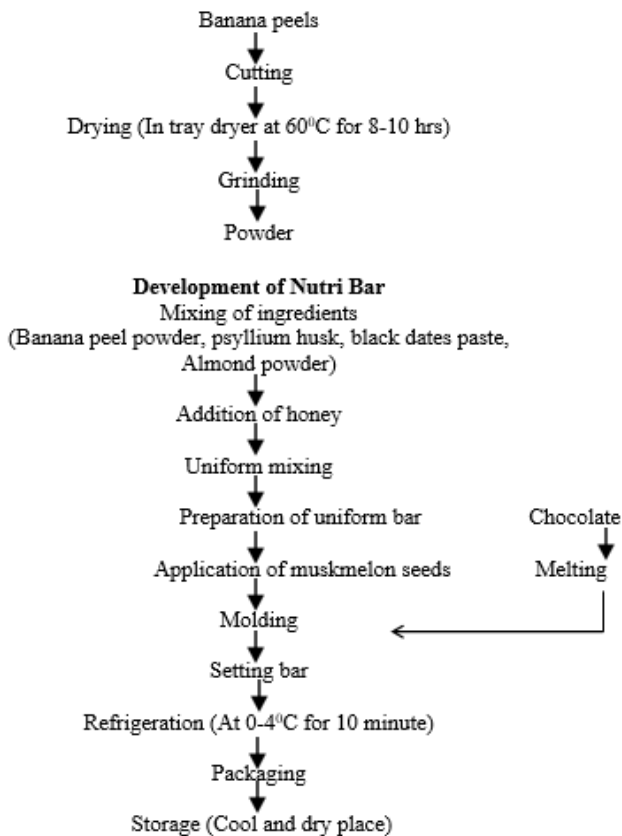 Banana peels
Cutting
Drying (In tray dryer at 60⁰C for 8-10 hrs)
Grinding
Powder
Development of Nutri Bar
Mixing of ingredients
(Banana peel powder, psyllium husk, black dates paste,
Almond powder)
Addition of honey
Uniform mixing
Preparation of uniform bar
Chocolate
Application of muskmelon seeds
Melting
Molding
Setting bar
Refrigeration (At 0-4⁰C for 10 minute)
Packaging
Storage (Cool and dry place)